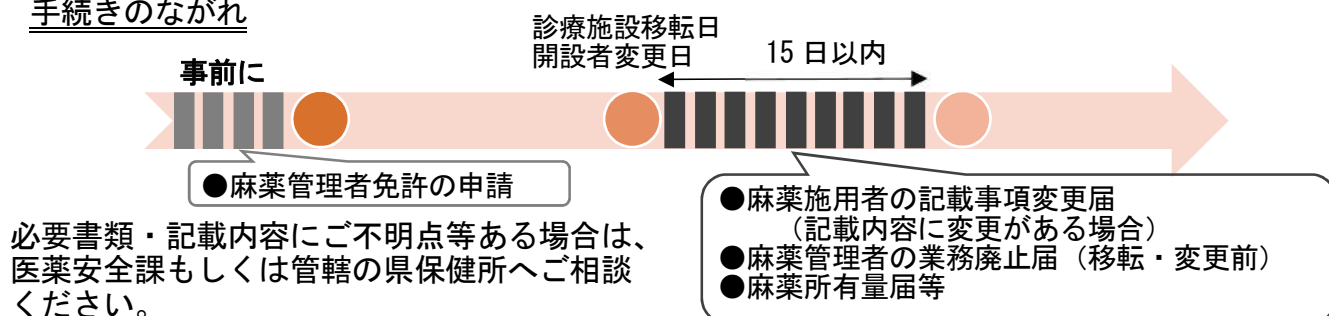 手続きのながれ
診療施設移転日
開設者変更日
15 日以内
事前に
●麻薬管理者免許の申請
●麻薬施用者の記載事項変更届
（記載内容に変更がある場合）
●麻薬管理者の業務廃止届（移転・変更前）
●麻薬所有量届等
必要書類・記載内容にご不明点等ある場合は、
医薬安全課もしくは管轄の県保健所へご相談
ください。